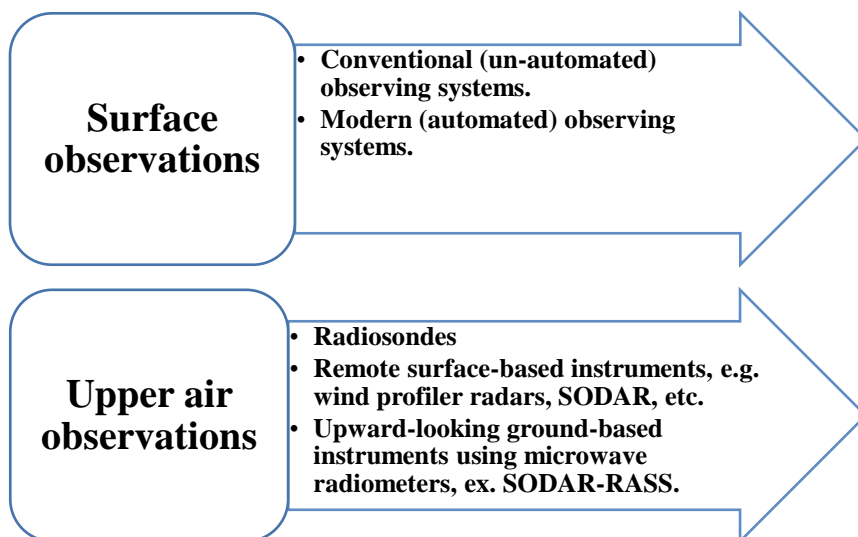 Surface
observations
• Conventional (un-automated)
observing systems.
• Modern (automated) observing
systems.
Upper air
observations
• Radiosondes
• Remote surface-based instruments, e.g.
wind profiler radars, SODAR, etc.
• Upward-looking ground-based
instruments using microwave
radiometers, ex. SODAR-RASS.